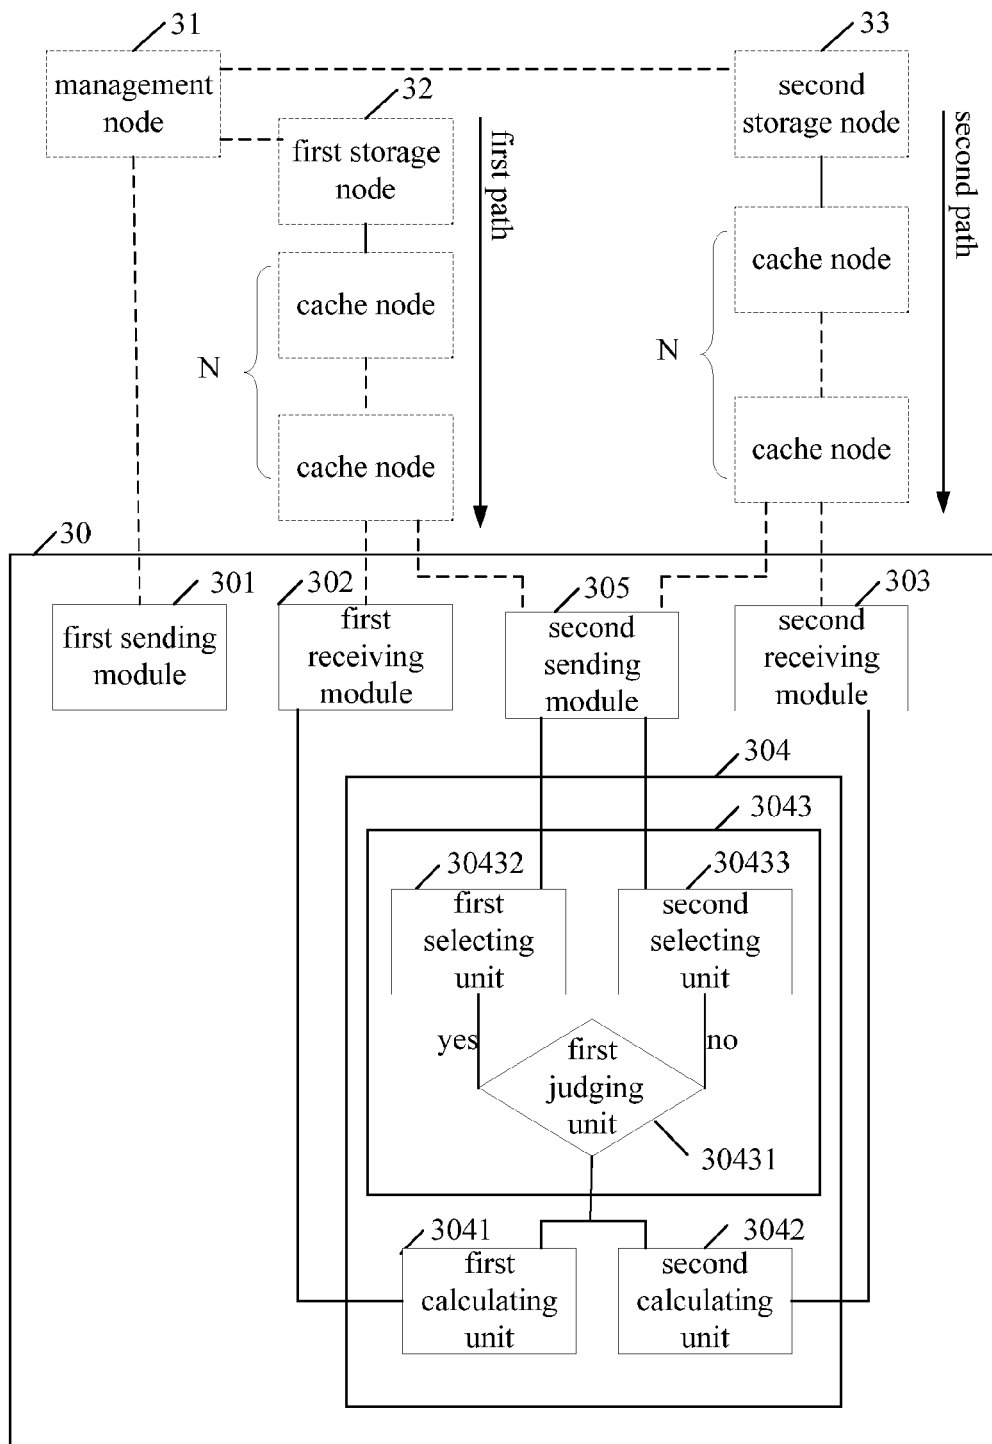 31
33
management
node
second
storage node
32
first storage
node
first path
second path
cache node
cache node
N
N
cache node
cache node
30
301
302
305
303
first sending
module
first
receiving
module
second
sending
module
second
receiving
module
304
3043
30432
30433
first
selecting
unit
second
selecting
unit
yes
no
first
judging
unit
30431
3041
3042
first
calculating
unit
second
calculating
unit